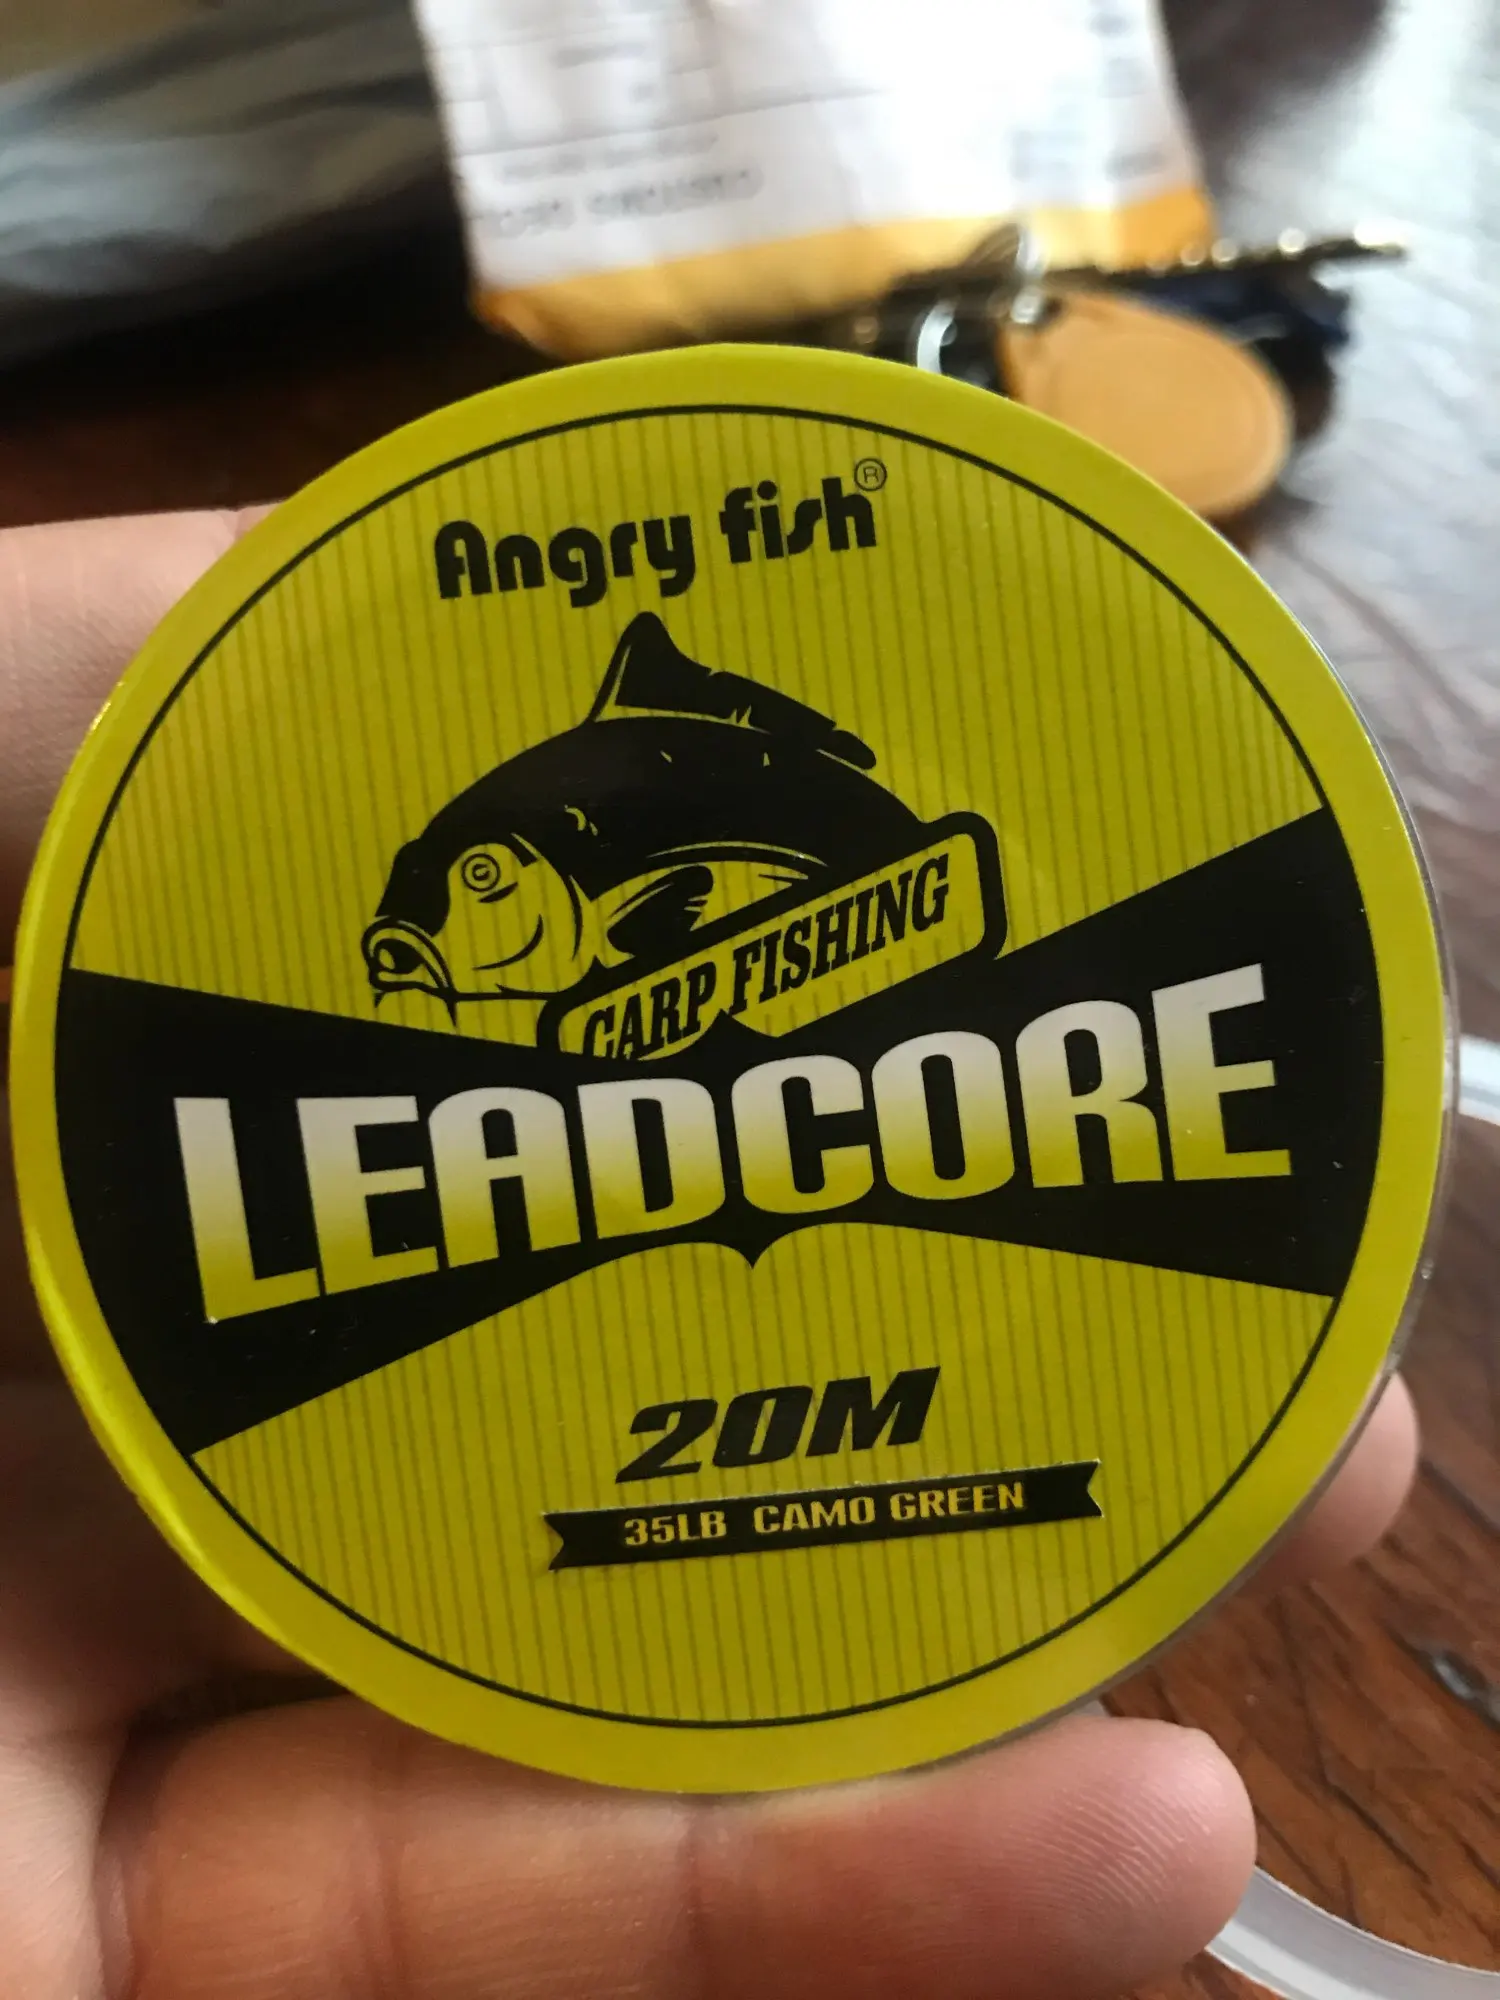 Angry fish®
CARP FISHING
LEADCORE
20M
35LB CAMO GREEN